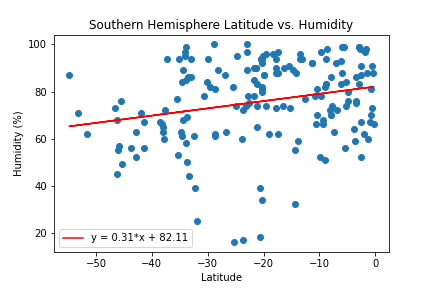 Southern Hemisphere Latitude vs. Humidity
100
80
60
40
20
Humidity (%)
y = 0.31*x + 82.11
−50
−40
−30
−20
−10
0
Latitude